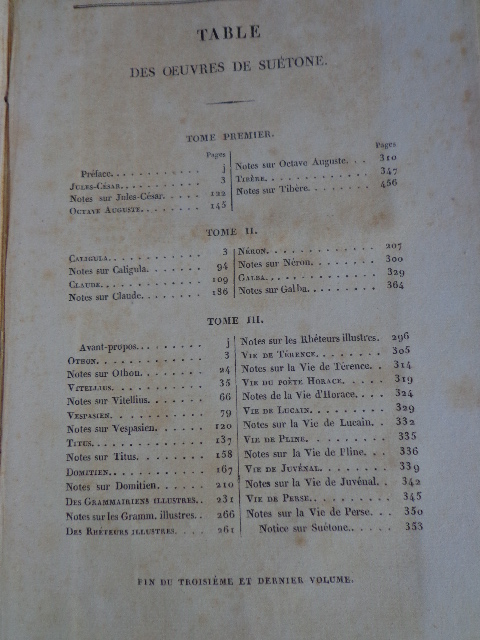 TABLE
DES OEUVRES DE SUÉTONE.
TOME PREMIER.
Pages
Préface. . . . . . . . . . . . j
JULES-CÉSAR. . . . . . . . . . . 3
Notes sur Jules-César. . . . . . 122
OCTAVE AUGUSTE. . . . . . . . 145
Pages
Notes sur Octave Auguste. . . 310
TIBÈRE. . . . . . . . . . . . . 347
Notes sur Tibère. . . . . . . . 456
TOME II.
CALIGULA. . . . . . . . . . . . 3
Notes sur Caligula. . . . . . . 94
CLAUDE. . . . . . . . . . . . . 109
Notes sur Claude. . . . . . . . 186
NÉRON. . . . . . . . . . . . . 207
Notes sur Néron. . . . . . . . 300
GALBA. . . . . . . . . . . . . 329
Notes sur Galba. . . . . . . . 364
TOME III.
Avant-propos. . . . . . . . . j
OTHON. . . . . . . . . . . . . 3
Notes sur Othon. . . . . . . . 24
VITELLIUS. . . . . . . . . . . 35
Notes sur Vitellius. . . . . . . 66
VESPASIEN. . . . . . . . . . . 79
Notes sur Vespasien. . . . . . 120
TITUS. . . . . . . . . . . . . 137
Notes sur Titus. . . . . . . . 158
DOMITIEN. . . . . . . . . . . 167
Notes sur Domitien. . . . . . 210
DES GRAMMAIRIENS ILLUSTRES. . 231
Notes sur les Gramm. illustres. . 266
DES RHÉTEURS ILLUSTRES. . . . 261
Notes sur les Rhéteurs illustres. 296
VIE DE TÉRENCE. . . . . . . . 305
Notes sur la Vie de Térence. . 314
VIE DU POÈTE HORACE. . . . . 319
Notes de la Vie d'Horace. . . . 324
VIE DE LUCAIN. . . . . . . . . 329
Notes sur la Vie de Lucain. . . 332
VIE DE PLINE. . . . . . . . . 335
Notes sur la Vie de Pline. . . . 336
VIE DE JUVÉNAL. . . . . . . . 339
Notes sur la Vie de Juvénal. . . 342
VIE DE PERSE. . . . . . . . . 345
Notes sur la Vie de Perse. . . 350
Notice sur Suétone. . . . . . 353
FIN DU TROISIÈME ET DERNIER VOLUME.